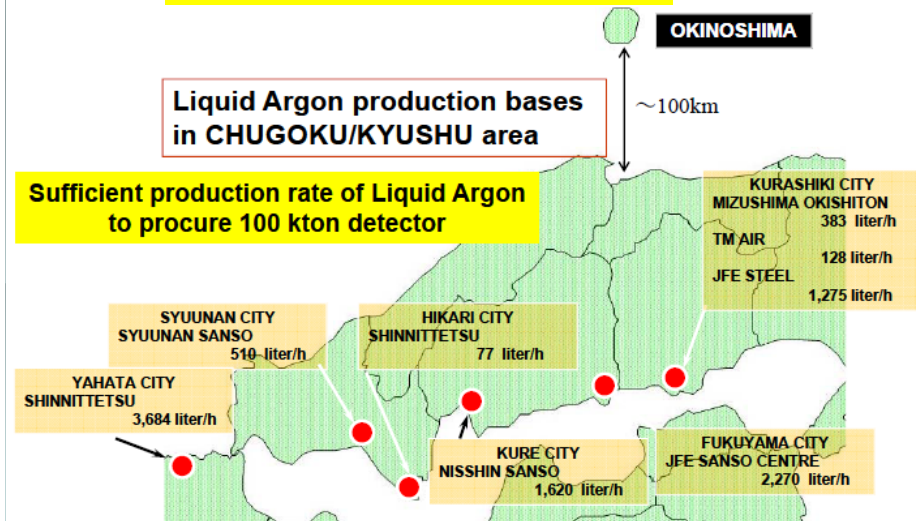 OKINOSHIMA
Liquid Argon production bases
in CHUGOKU/KYUSHU area
~100km
Sufficient production rate of Liquid Argon
to procure 100 kton detector
KURASHIKI CITY
MIZUSHIMA OKISHITON
383 liter/h
TM AIR
128 liter/h
JFE STEEL
1,275 liter/h
SYUUNAN CITY
SYUUNAN SANSO
510 liter/h
HIKARI CITY
SHINNITTETSU
77 liter/h
YAHATA CITY
SHINNITTETSU
3,684 liter/h
KURE CITY
NISSHIN SANSO
1,620 liter/h
FUKUYAMA CITY
JFE SANSO CENTRE
2,270 liter/h